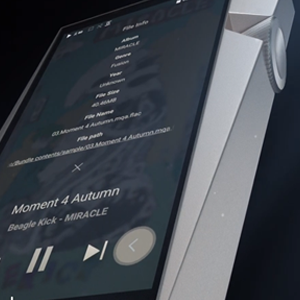 File Info.
Album
MIRACLE
Genre
Fusion
Year
Unknown
File Size
40.46MB
File Name
03.Moment 4 Autumn.mqa.flac
File path
/Bundle contents/sample/03.Moment 4 Autumn.mqa.
Moment 4 Autumn
Beagle Kick - MIRACLE